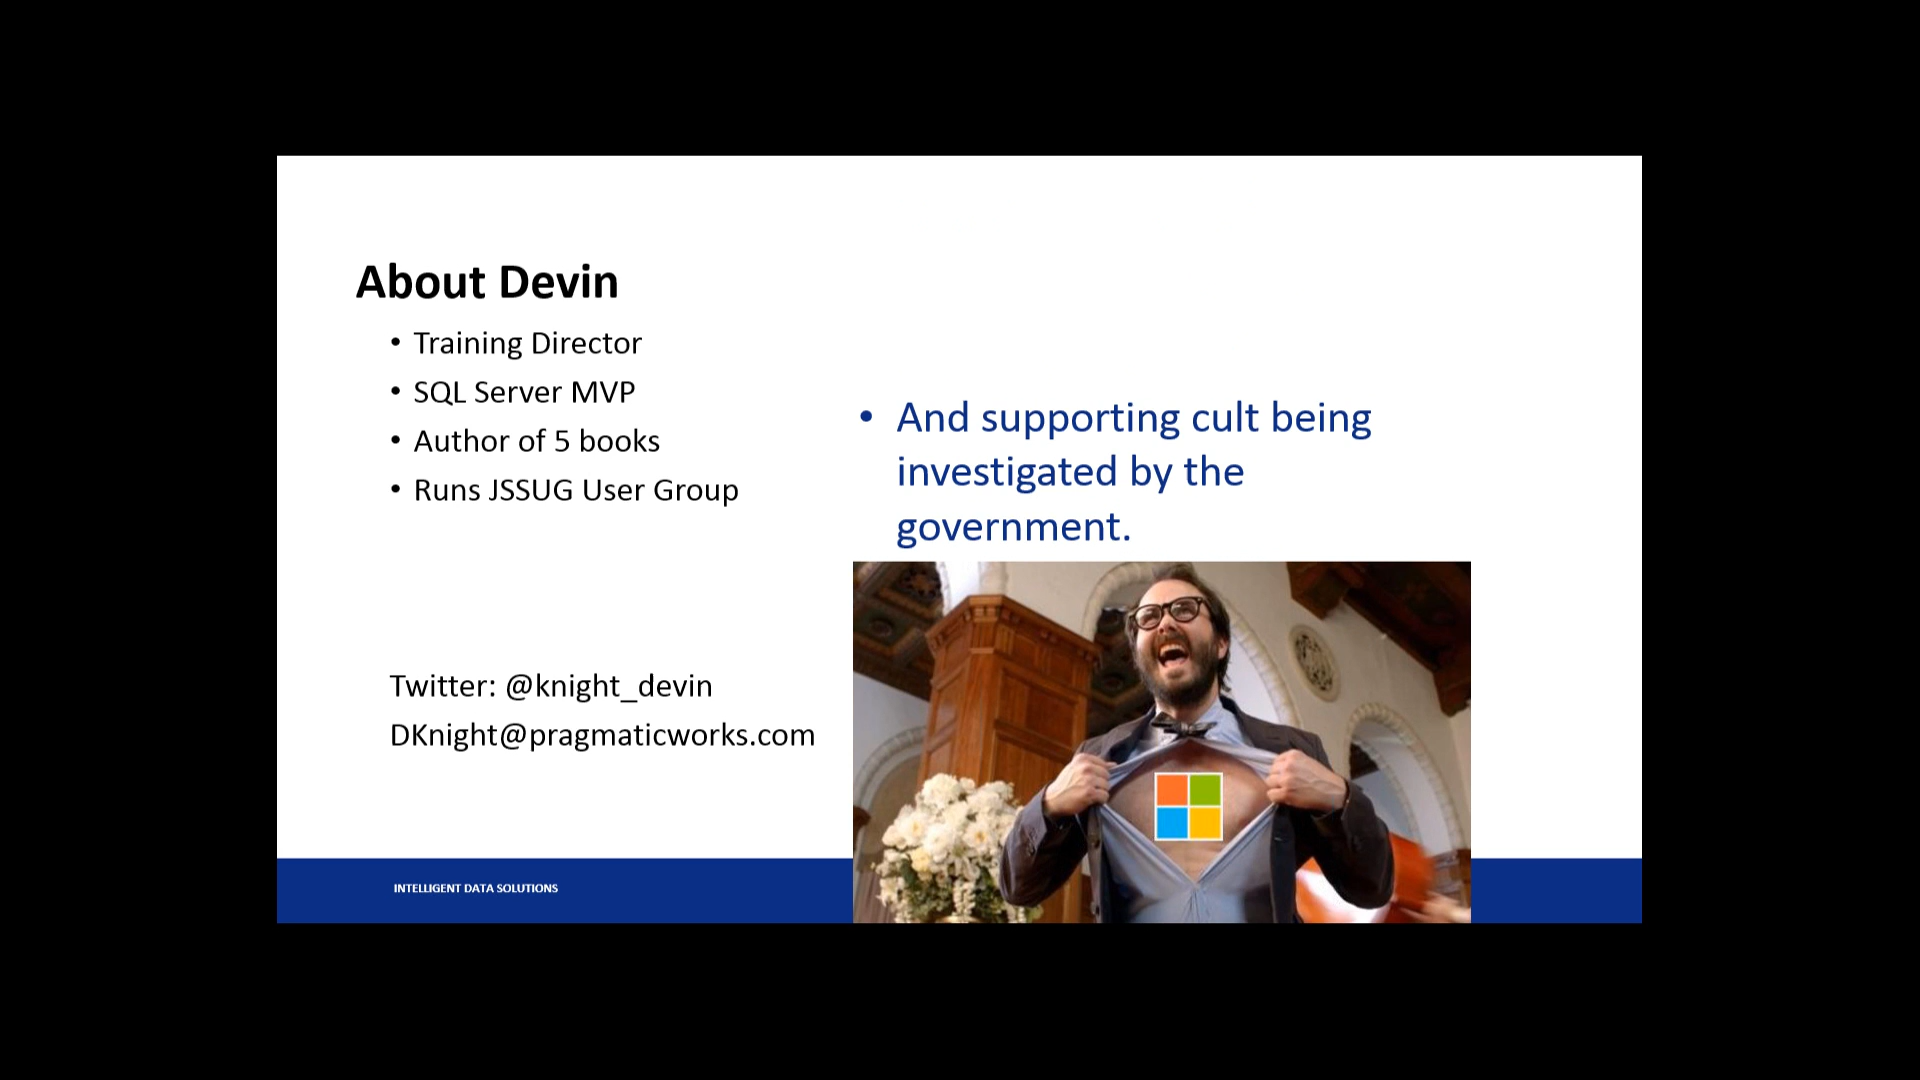 About Devin
• Training Director
• SQL Server MVP
• Author of 5 books
• Runs JSSUG User Group
Twitter: @knight_devin
DKnight@pragmaticworks.com
• And supporting cult being
investigated by the
government.
INTELLIGENT DATA SOLUTIONS